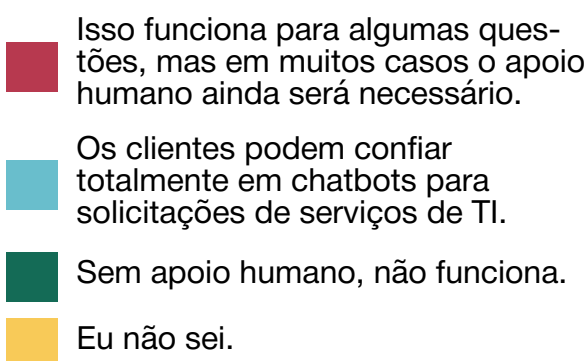 Isso funciona para algumas ques-
tões, mas em muitos casos o apoio
humano ainda será necessário.
Os clientes podem confiar
totalmente em chatbots para
solicitações de serviços de TI.
Sem apoio humano, não funciona.
Eu não sei.